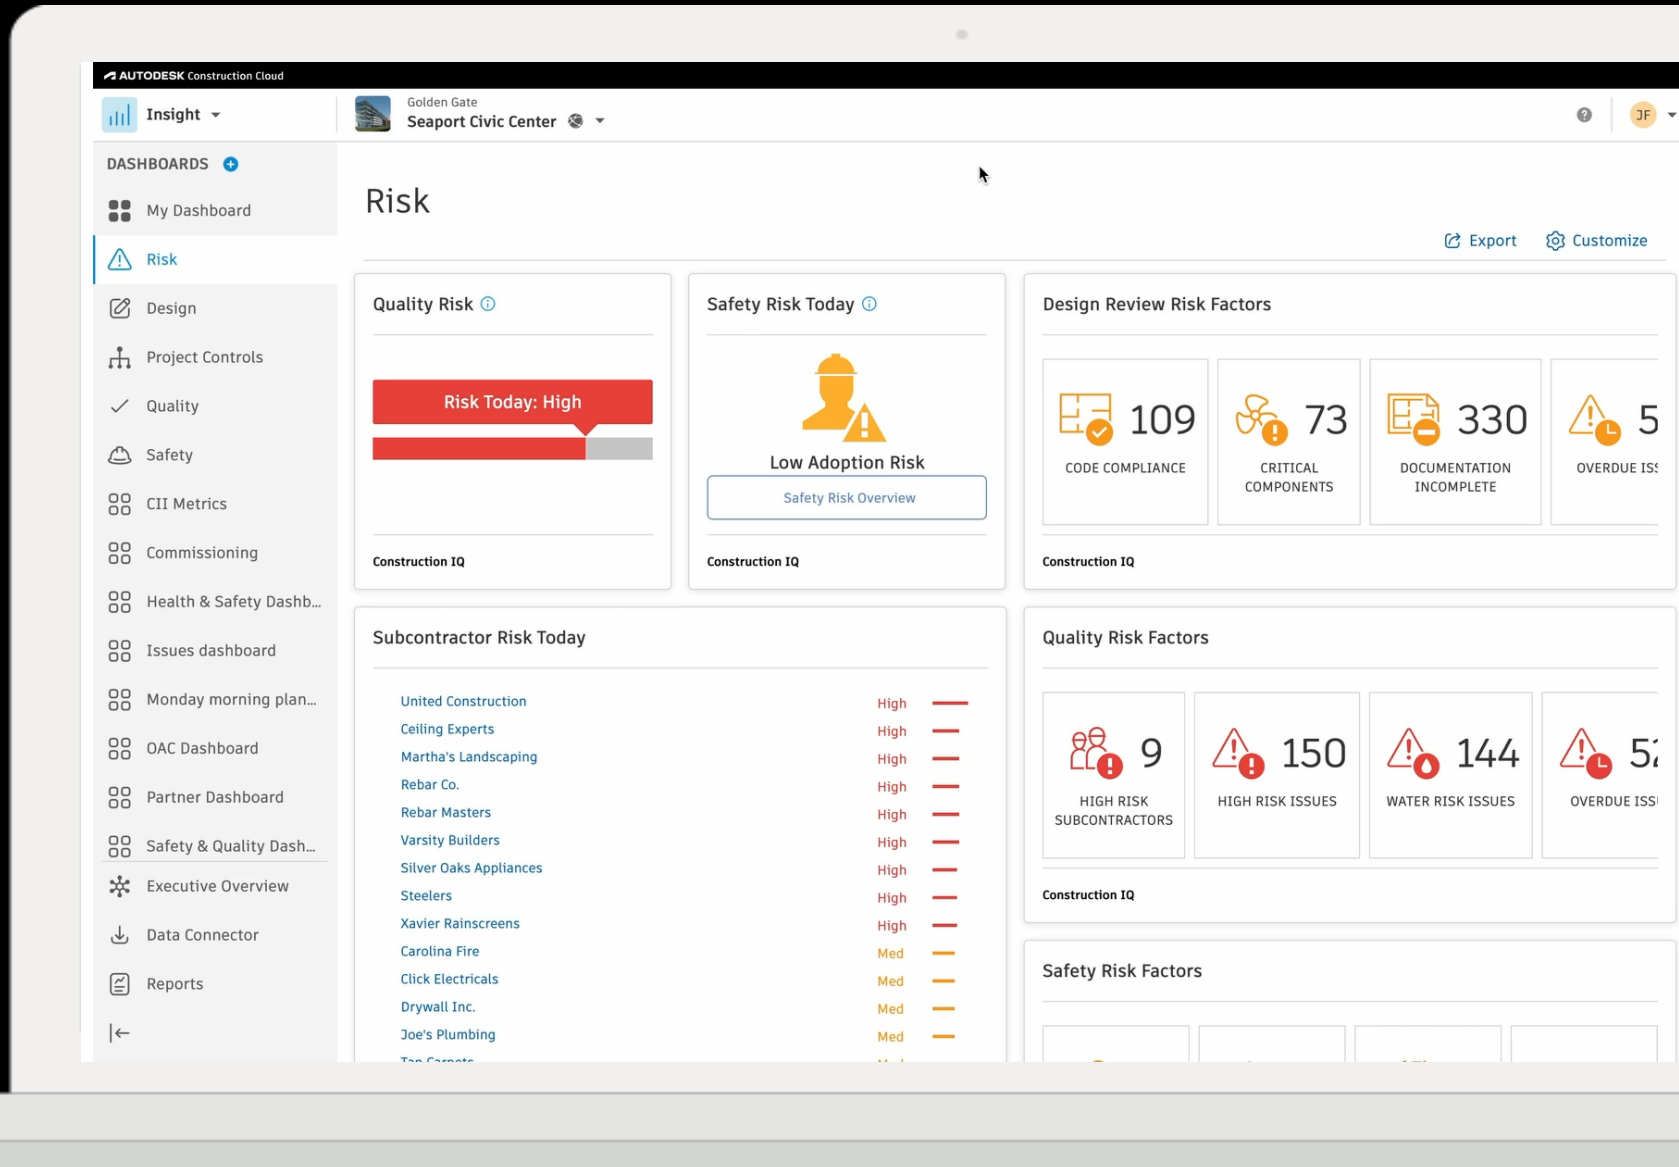 AUTODESK Construction Cloud
Insight
Golden Gate
Seaport Civic Center
JF
DASHBOARDS
My Dashboard
Risk
Design
Project Controls
Quality
Safety
CII Metrics
Commissioning
Health & Safety Dashb...
Issues dashboard
Monday morning plan...
OAC Dashboard
Partner Dashboard
Safety & Quality Dash...
Executive Overview
Data Connector
Reports
Risk
Export
Customize
Quality Risk
Risk Today: High
Construction IQ
Safety Risk Today
Low Adoption Risk
Safety Risk Overview
Construction IQ
Design Review Risk Factors
109
CODE COMPLIANCE
73
CRITICAL
COMPONENTS
330
DOCUMENTATION
INCOMPLETE
OVERDUE
Construction IQ
Subcontractor Risk Today
United Construction High
Ceiling Experts High
Martha's Landscaping High
Rebar Co. High
Rebar Masters High
Varsity Builders High
Silver Oaks Appliances High
Steelers High
Xavier Rainscreens High
Carolina Fire Med
Click Electricals Med
Drywall Inc. Med
Joe's Plumbing Med
Quality Risk Factors
9
HIGH RISK
SUBCONTRACTORS
150
HIGH RISK ISSUES
144
WATER RISK ISSUES
OVERDUE
Construction IQ
Safety Risk Factors